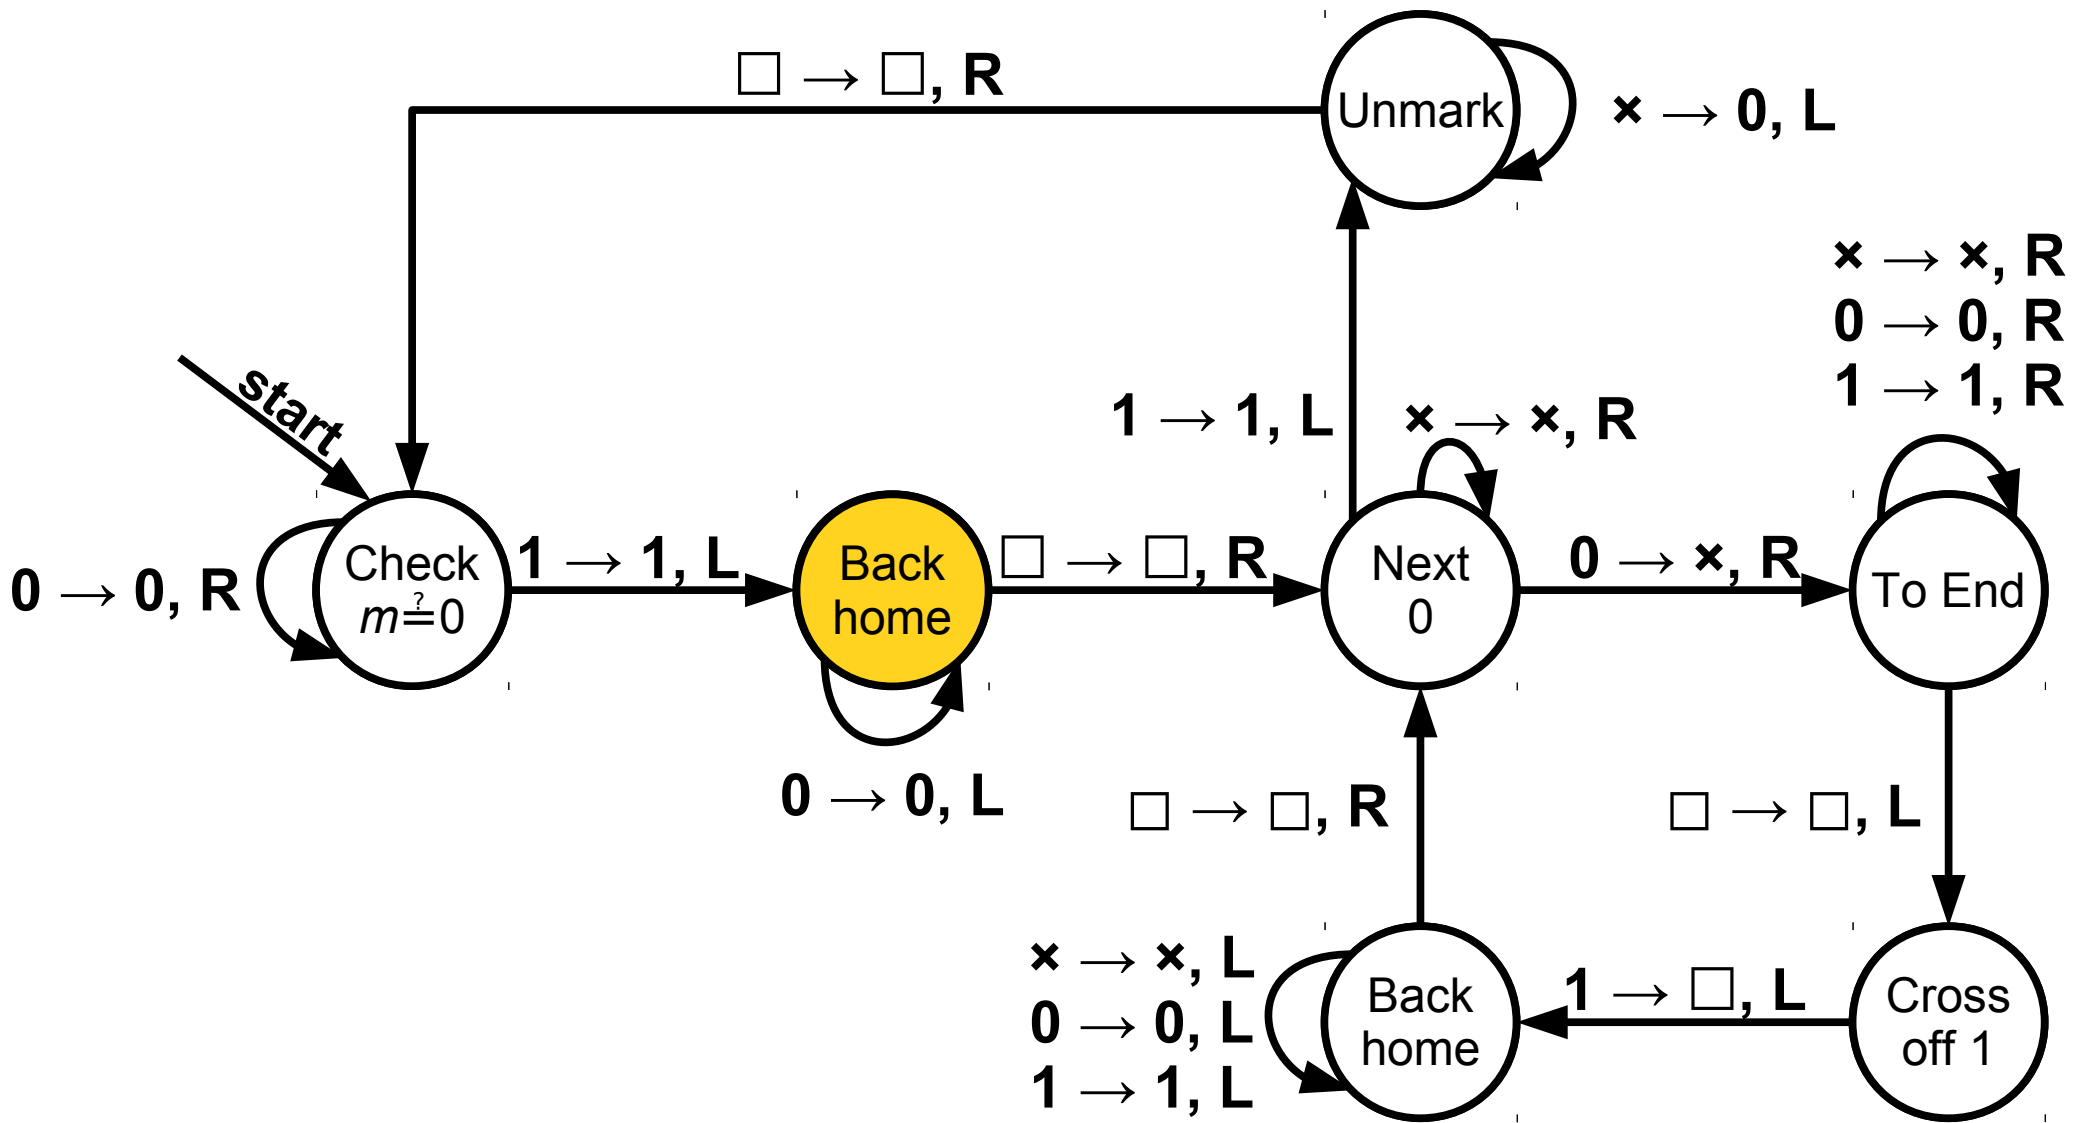 □ → □, R
Unmark
× → 0, L
× → ×, R
0 → 0, R
1 → 1, R
start
1 → 1, L
× → ×, R
0 → 0, R
Check
m≟0
1 → 1, L
Back
home
□ → □, R
Next
0
0 → ×, R
To End
0 → 0, L
□ → □, R
□ → □, L
× → ×, L
0 → 0, L
1 → 1, L
Back
home
1 → □, L
Cross
off 1